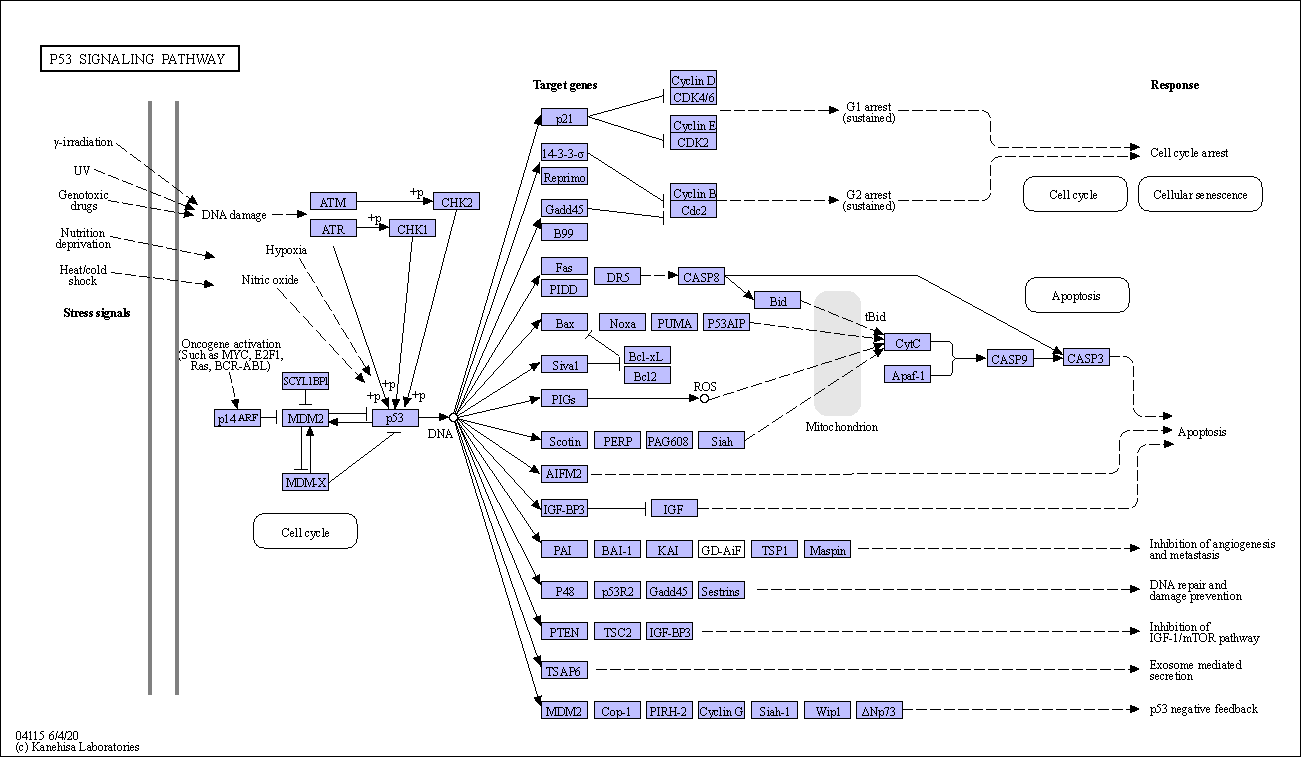 P53 SIGNALING PATHWAY
Target genes
Response
γ-irradiation
UV
Genotoxic
drugs
Nutrition
deprivation
Heat/cold
shock
Stress signals
DNA damage
ATM
+p
CHK2
ATR
+p
CHK1
Hypoxia
Nitric oxide
Oncogene activation
(Such as MYC, E2F1,
Ras, BCR-ABL)
SCYL1BP1
+p
+p
p14ARF
MDM2
p53
DNA
MDM-X
Cell cycle
p21
Cyclin D
CDK4/6
Cyclin E
CDK2
G1 arrest
(sustained)
14-3-3-σ
Reprimo
Cyclin B
Cdc2
G2 arrest
(sustained)
Cell cycle arrest
Cell cycle
Cellular senescence
Gadd45
B99
Fas
PIDD
DR5
CASP8
Bid
tBid
Apoptosis
Bax
Noxa
PUMA
P53AIP
CytC
Siva1
Bcl-xL
Bcl2
Apaf-1
CASP9
CASP3
PIGs
ROS
Mitochondrion
Scotin
PERP
PAG608
Siah
Apoptosis
AIFM2
IGF-BP3
IGF
PAI
BAI-1
KAI
GD-AiF
TSP1
Maspin
Inhibition of angiogenesis
and metastasis
P48
p53R2
Gadd45
Sestrins
DNA repair and
damage prevention
PTEN
TSC2
IGF-BP3
Inhibition of
IGF-1/mTOR pathway
TSAP6
Exosome mediated
secretion
MDM2
Cop-1
PIRH-2
Cyclin G
Siah-1
Wip1
ΔNp73
p53 negative feedback
04115 6/4/20
(c) Kanehisa Laboratories